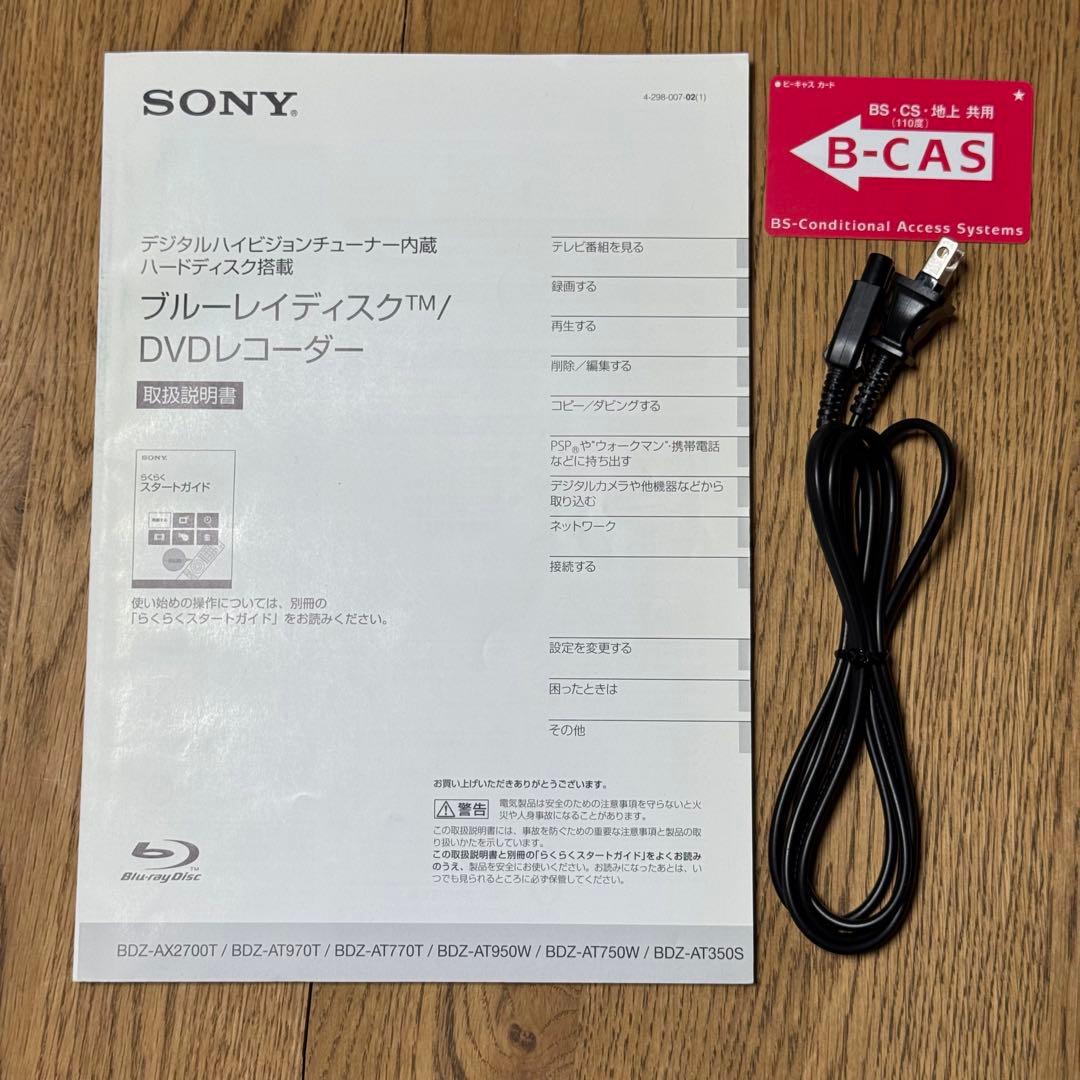 SONY®
4-298-007-02(1)
デジタルハイビジョンチューナー内蔵
ハードディスク搭載
ブルーレイディスク™/
DVDレコーダー
取扱説明書
SONY
らくらく
スタートガイド
使い始めの操作については、別冊の
「らくらくスタートガイド」をお読みください。
テレビ番組を見る
録画する
再生する
削除／編集する
コピー／ダビングする
PSP®や"ウォークマン"・携帯電話
などに持ち出す
デジタルカメラや他機器などから
取り込む
ネットワーク
接続する
設定を変更する
困ったときは
その他
お買い上げいただきありがとうございます。
警告
電気製品は安全のための注意事項を守らないと火
災や人身事故になることがあります。
この取扱説明書には、事故を防ぐための重要な注意事項と製品の取
り扱いかたを示しています。
この取扱説明書と別冊の「らくらくスタートガイド」をよくお読み
のうえ、製品を安全にお使いください。お読みになったあとは、い
つでも見られるところに必ず保管してください。
Blu-ray Disc™
BDZ-AX2700T / BDZ-AT970T / BDZ-AT770T / BDZ-AT950W / BDZ-AT750W / BDZ-AT350S
ビーキャス カード
BS・CS・地上 共用
(110度)
B-CAS
BS-Conditional Access Systems